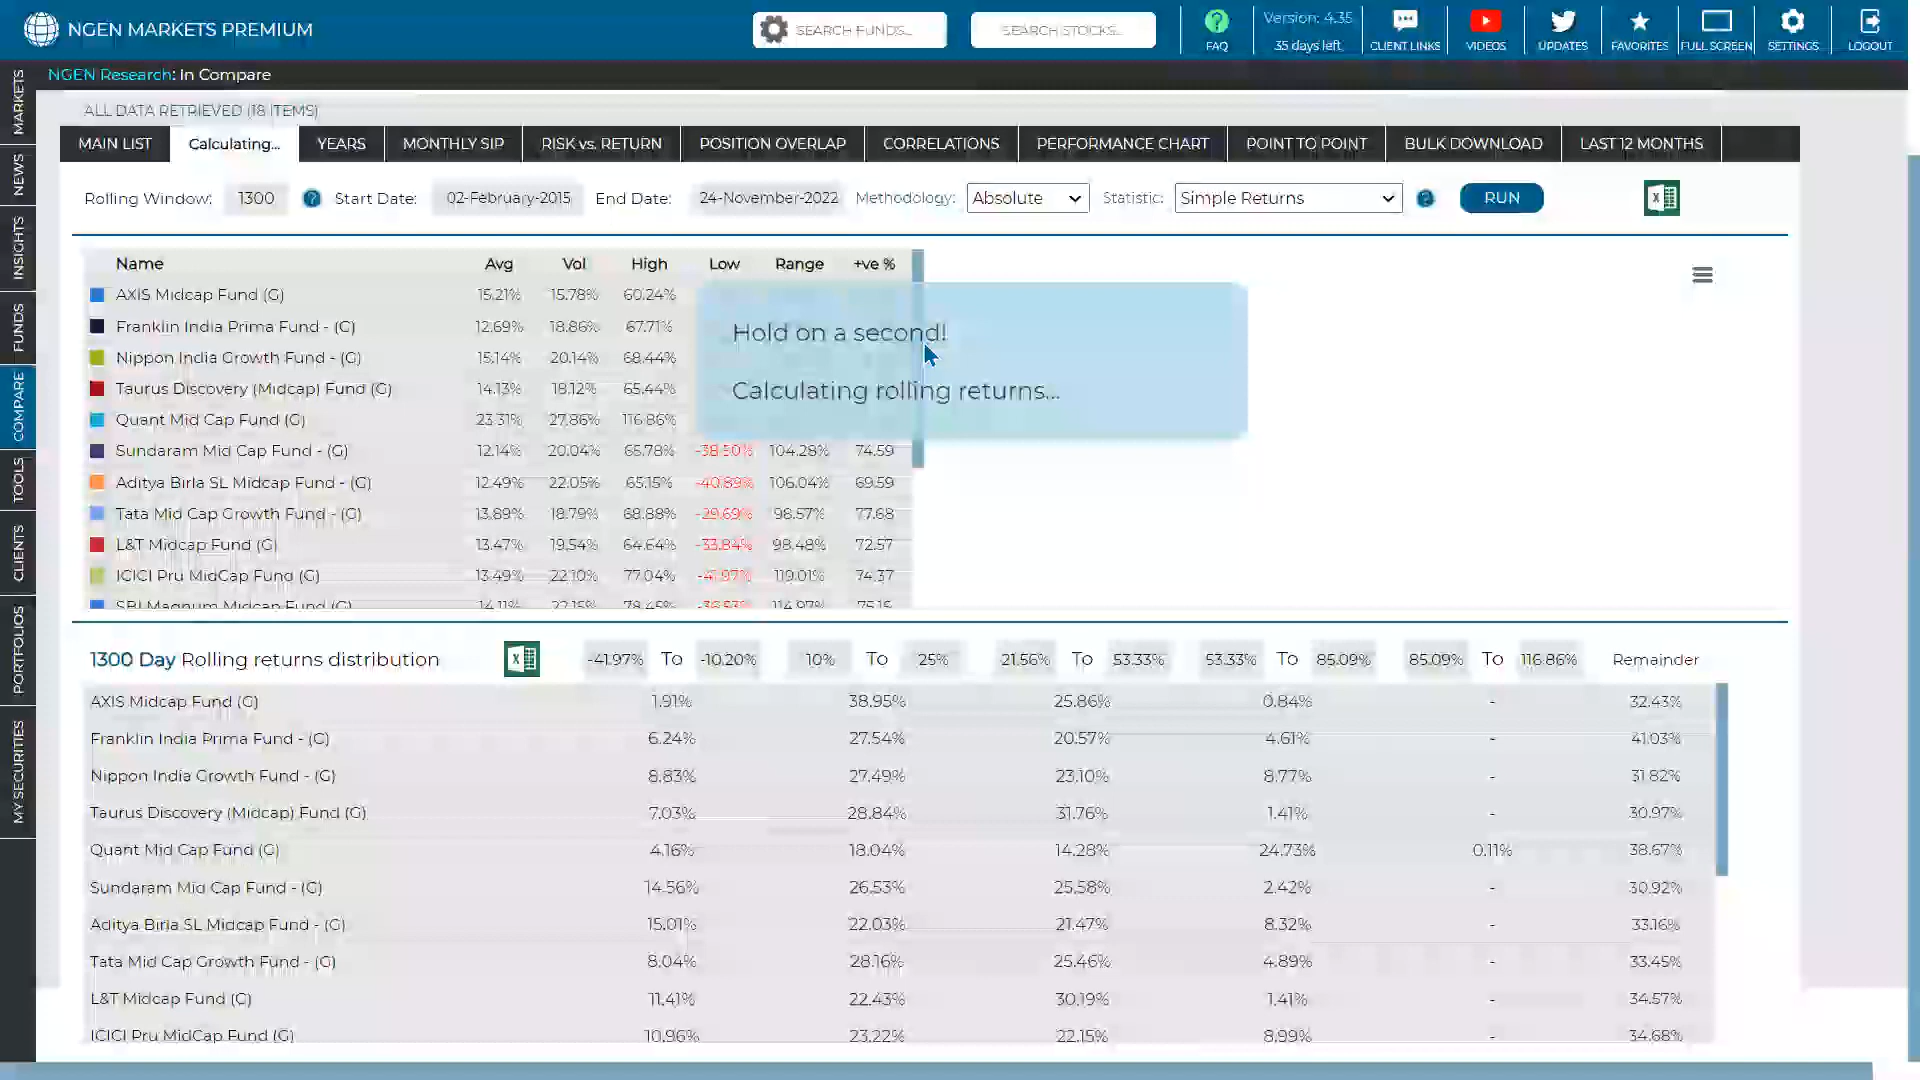 NGEN MARKETS PREMIUM
SEARCH FUNDS...
SEARCH STOCKS...
FAQ
Version: 4.35
35 days left
CLIENT LINKS
VIDEOS
UPDATES
FAVORITES
FULL SCREEN
SETTINGS
LOGOUT
NGEN Research: In Compare
MARKETS
NEWS
INSIGHTS
FUNDS
COMPARE
TOOLS
CLIENTS
PORTFOLIOS
MY SECURITIES
ALL DATA RETRIEVED (18 ITEMS)
MAIN LIST Calculating... YEARS MONTHLY SIP RISK vs. RETURN POSITION OVERLAP CORRELATIONS PERFORMANCE CHART POINT TO POINT BULK DOWNLOAD LAST 12 MONTHS
Rolling Window: 1300 Start Date: 02-February-2015 End Date: 24-November-2022 Methodology: Absolute Statistic: Simple Returns RUN
Name Avg Vol High Low Range +ve %
AXIS Midcap Fund (G) 15.21% 15.78% 60.24%
Franklin India Prima Fund - (G) 12.69% 18.86% 67.71%
Nippon India Growth Fund - (G) 15.14% 20.14% 68.44%
Taurus Discovery (Midcap) Fund (G) 14.13% 18.12% 65.44%
Quant Mid Cap Fund (G) 23.31% 27.86% 116.86%
Sundaram Mid Cap Fund - (G) 12.14% 20.04% 65.78% -38.50% 104.28% 74.59
Aditya Birla SL Midcap Fund - (G) 12.49% 22.05% 65.15% -40.89% 106.04% 69.59
Tata Mid Cap Growth Fund - (G) 13.89% 18.79% 68.88% -29.69% 98.57% 77.68
L&T Midcap Fund (G) 13.47% 19.54% 64.64% -33.84% 98.48% 72.57
ICICI Pru MidCap Fund (G) 13.49% 22.10% 77.04% -41.97% 119.01% 74.37
SBI Magnum Midcap Fund (G) 14.11% 22.15% 78.45% -36.53% 114.97% 75.15
Hold on a second!
Calculating rolling returns...
1300 Day Rolling returns distribution -41.97% To -10.20% 10% To 25% 21.56% To 53.33% 53.33% To 85.09% 85.09% To 116.86% Remainder
AXIS Midcap Fund (G) 1.91% 38.95% 25.86% 0.84% - 32.43%
Franklin India Prima Fund - (G) 6.24% 27.54% 20.57% 4.61% - 41.03%
Nippon India Growth Fund - (G) 8.83% 27.49% 23.10% 8.77% - 31.82%
Taurus Discovery (Midcap) Fund (G) 7.03% 28.84% 31.76% 1.41% - 30.97%
Quant Mid Cap Fund (G) 4.16% 18.04% 14.28% 24.73% 0.11% 38.67%
Sundaram Mid Cap Fund - (G) 14.56% 26.53% 25.58% 2.42% - 30.92%
Aditya Birla SL Midcap Fund - (G) 15.01% 22.03% 21.47% 8.32% - 33.16%
Tata Mid Cap Growth Fund - (G) 8.04% 28.16% 25.46% 4.89% - 33.45%
L&T Midcap Fund (G) 11.41% 22.43% 30.19% 1.41% - 34.57%
ICICI Pru MidCap Fund (G) 10.96% 23.22% 22.15% 8.99% - 34.68%